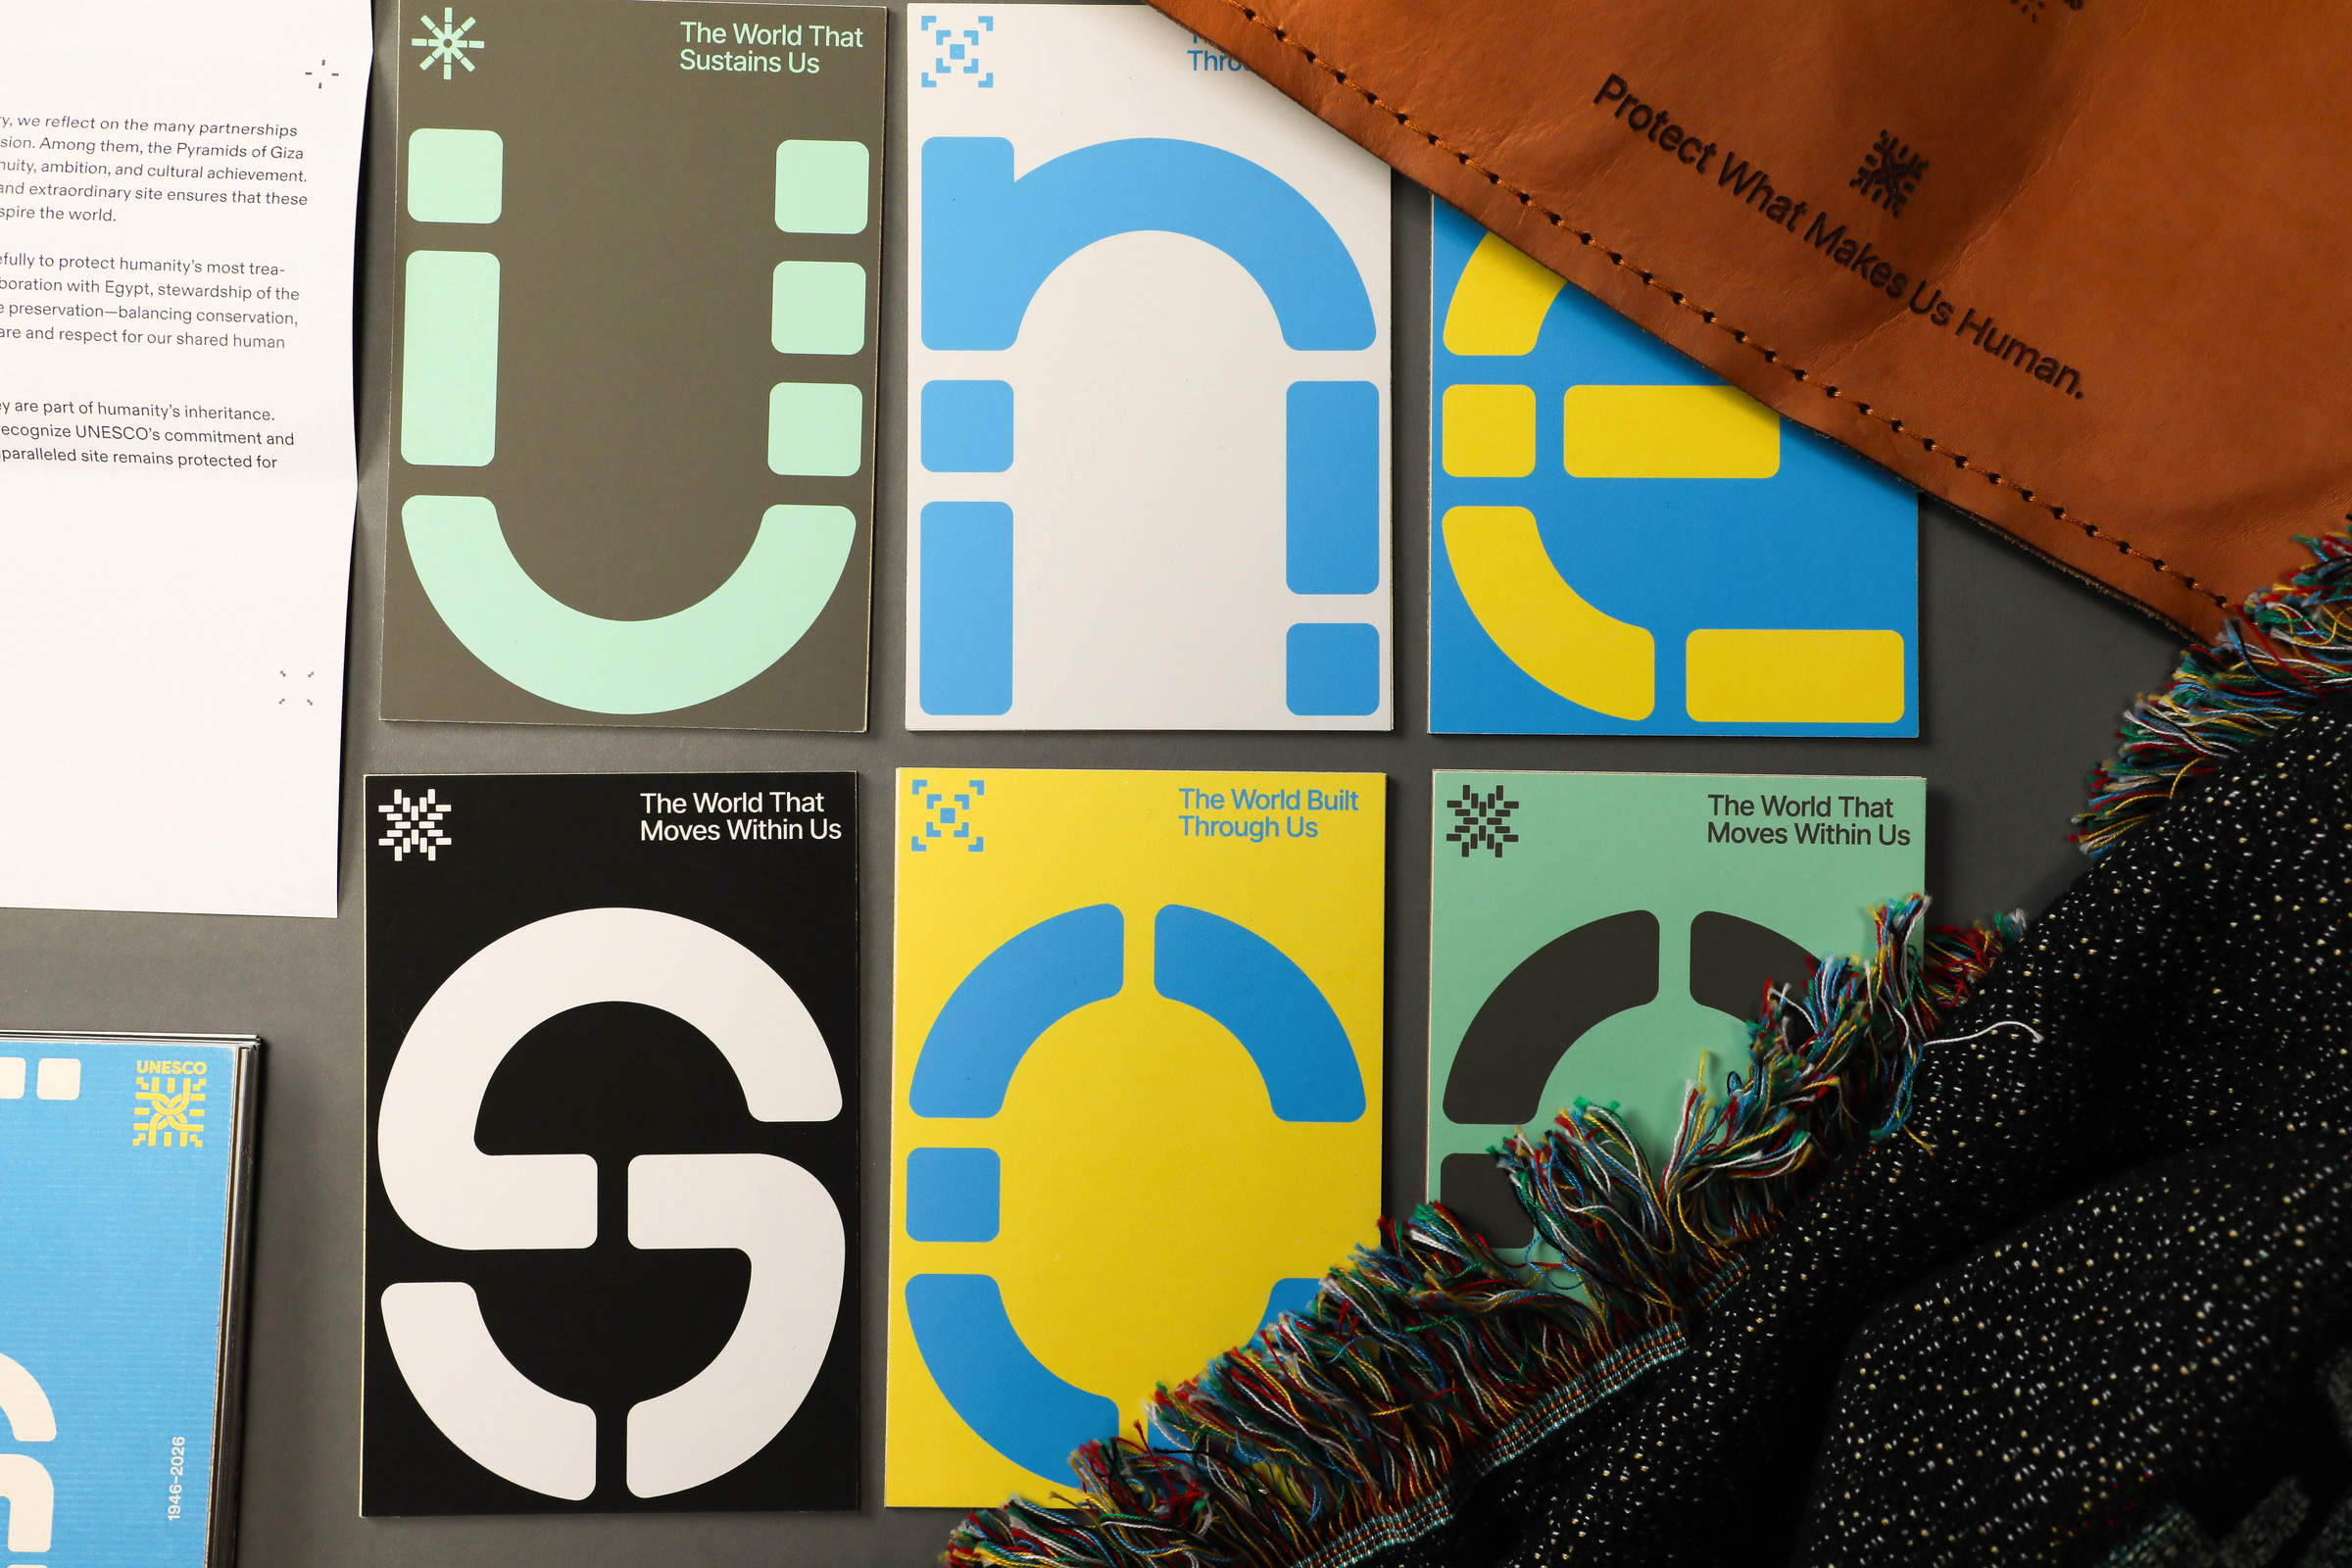 y, we reflect on the many partnerships
sion. Among them, the Pyramids of Giza
nuity, ambition, and cultural achievement.
and extraordinary site ensures that these
spire the world.
efully to protect humanity's most trea-
boration with Egypt, stewardship of the
e preservation—balancing conservation,
are and respect for our shared human
ey are part of humanity's inheritance.
recognize UNESCO's commitment and
paralleled site remains protected for
The World That
Sustains Us
u
Thro
n
e
Protect What Makes Us Human.
The World That
Moves Within Us
s
The World Built
Through Us
c
The World That
Moves Within Us
o
UNESCO
1946–2026